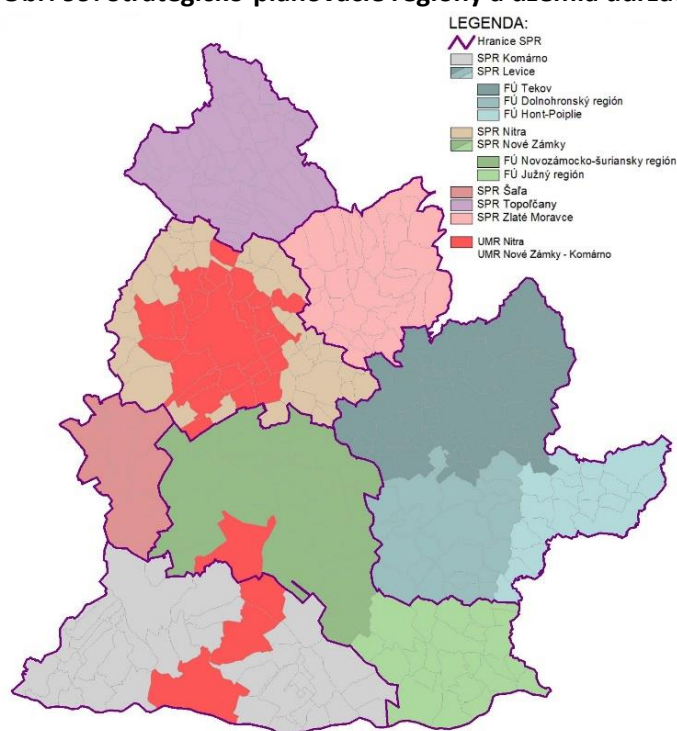 LEGENDA:
Hranice SPR
SPR Komárno
SPR Levice
FÚ Tekov
FÚ Dolnohronský región
FÚ Hont-Poiplie
SPR Nitra
SPR Nové Zámky
FÚ Novozámocko-šuriansky región
FÚ Južný región
SPR Šaľa
SPR Topoľčany
SPR Zlaté Moravce
UMR Nitra
UMR Nové Zámky - Komárno